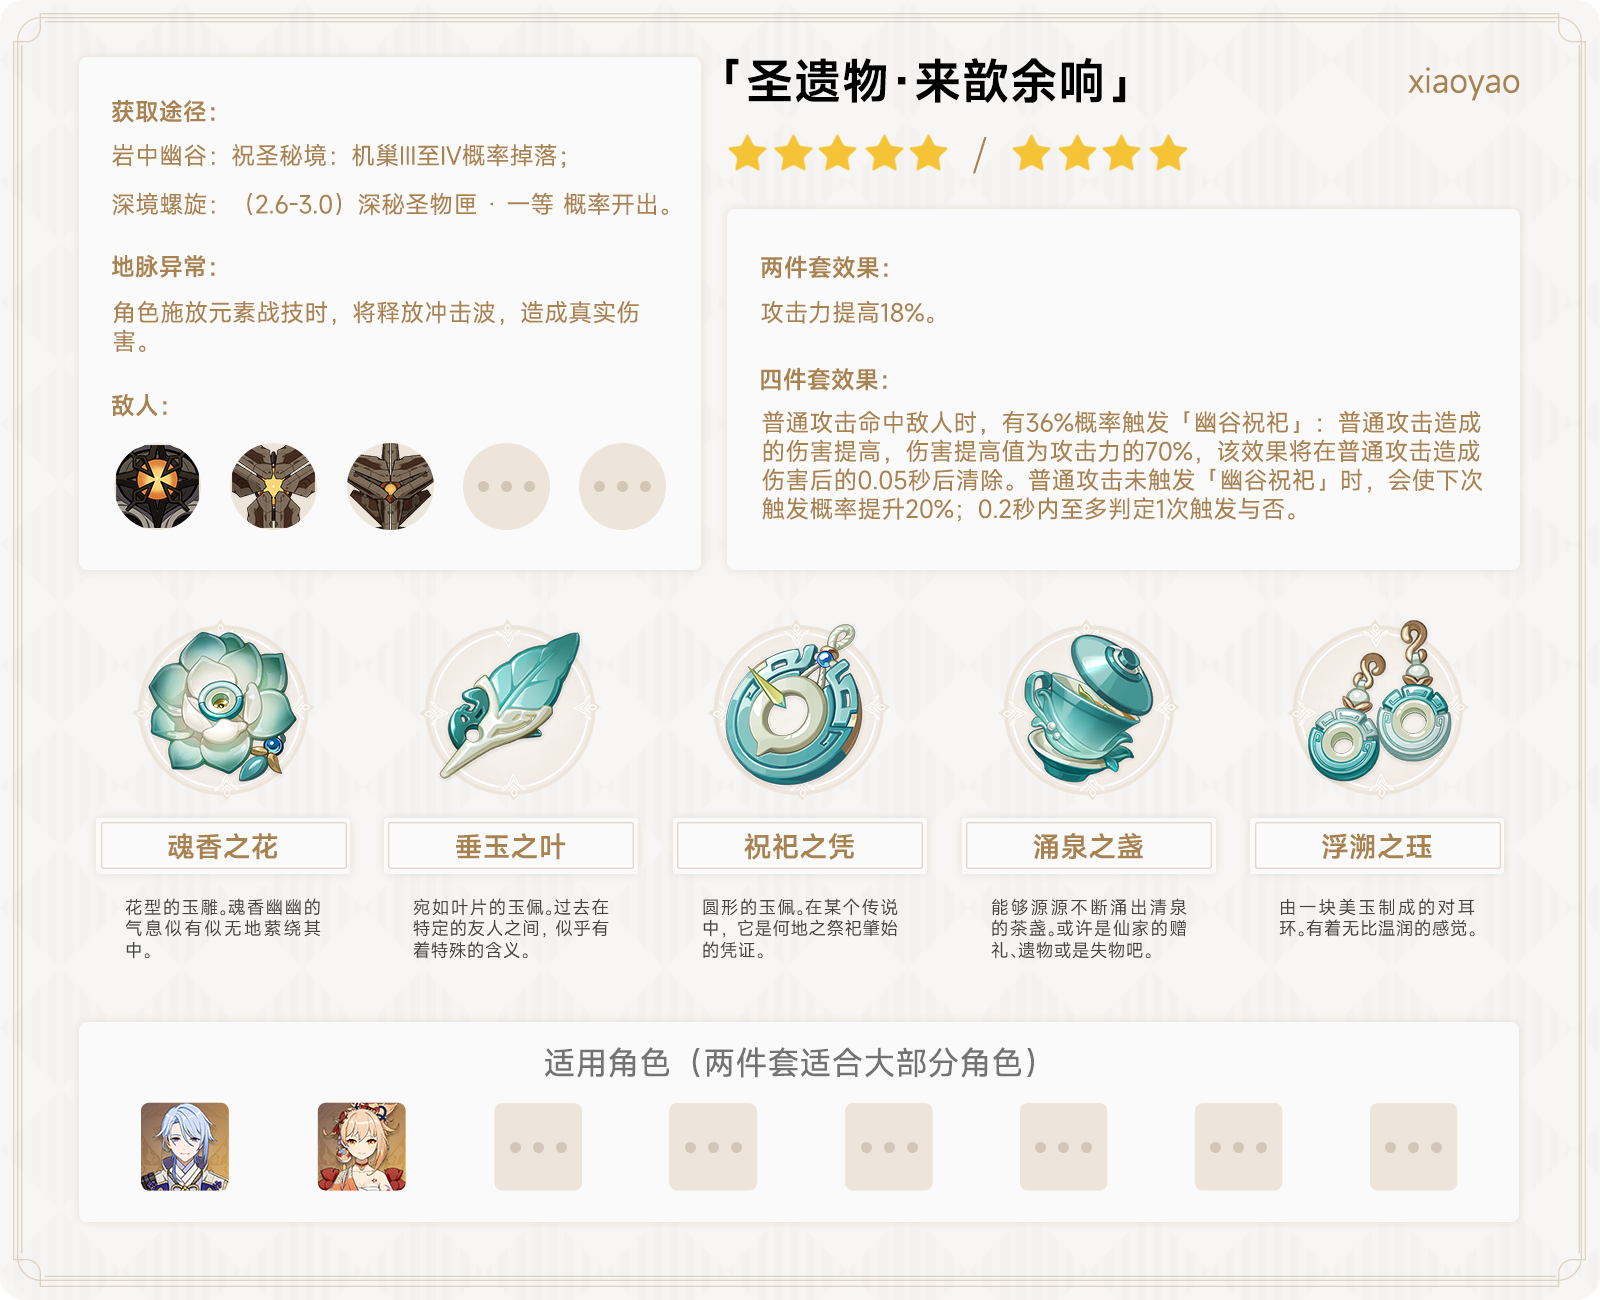 「圣遗物·来歆余响」
xiaoyao
获取途径：
岩中幽谷：祝圣秘境：机巢III至IV概率掉落；
深境螺旋：（2.6-3.0）深秘圣物匣 · 一等 概率开出。
地脉异常：
角色施放元素战技时，将释放冲击波，造成真实伤
害。
敌人：
两件套效果：
攻击力提高18%。
四件套效果：
普通攻击命中敌人时，有36%概率触发「幽谷祝祀」：普通攻击造成
的伤害提高，伤害提高值为攻击力的70%，该效果将在普通攻击造成
伤害后的0.05秒后清除。普通攻击未触发「幽谷祝祀」时，会使下次
触发概率提升20%；0.2秒内至多判定1次触发与否。
魂香之花
花型的玉雕。魂香幽幽的
气息似有似无地萦绕其
中。
垂玉之叶
宛如叶片的玉佩。过去在
特定的友人之间，似乎有
着特殊的含义。
祝祀之凭
圆形的玉佩。在某个传说
中，它是何地之祭祀肇始
的凭证。
涌泉之盏
能够源源不断涌出清泉
的茶盏。或许是仙家的赠
礼、遗物或是失物吧。
浮溯之珏
由一块美玉制成的对耳
环。有着无比温润的感觉。
适用角色（两件套适合大部分角色）